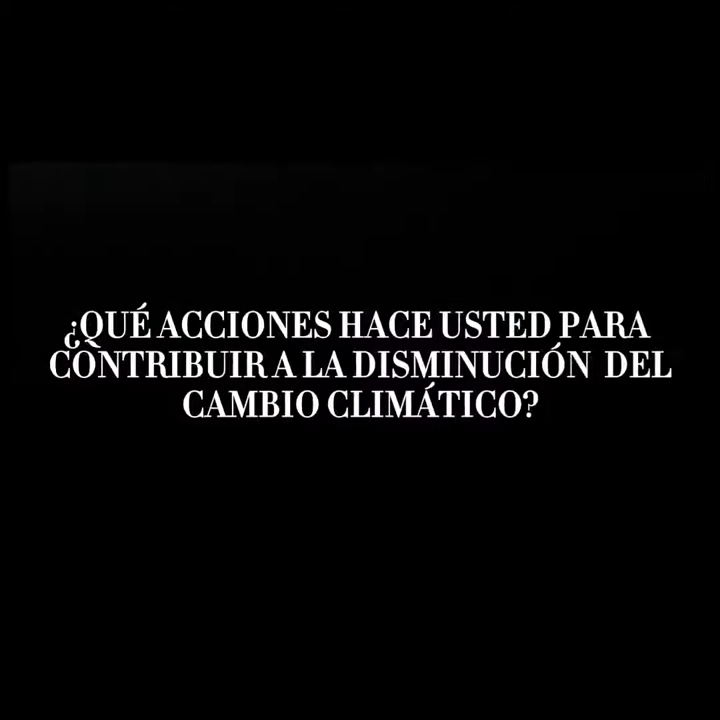 ¿QUÉ ACCIONES HACE USTED PARA
CONTRIBUIR A LA DISMINUCIÓN DEL
CAMBIO CLIMÁTICO?